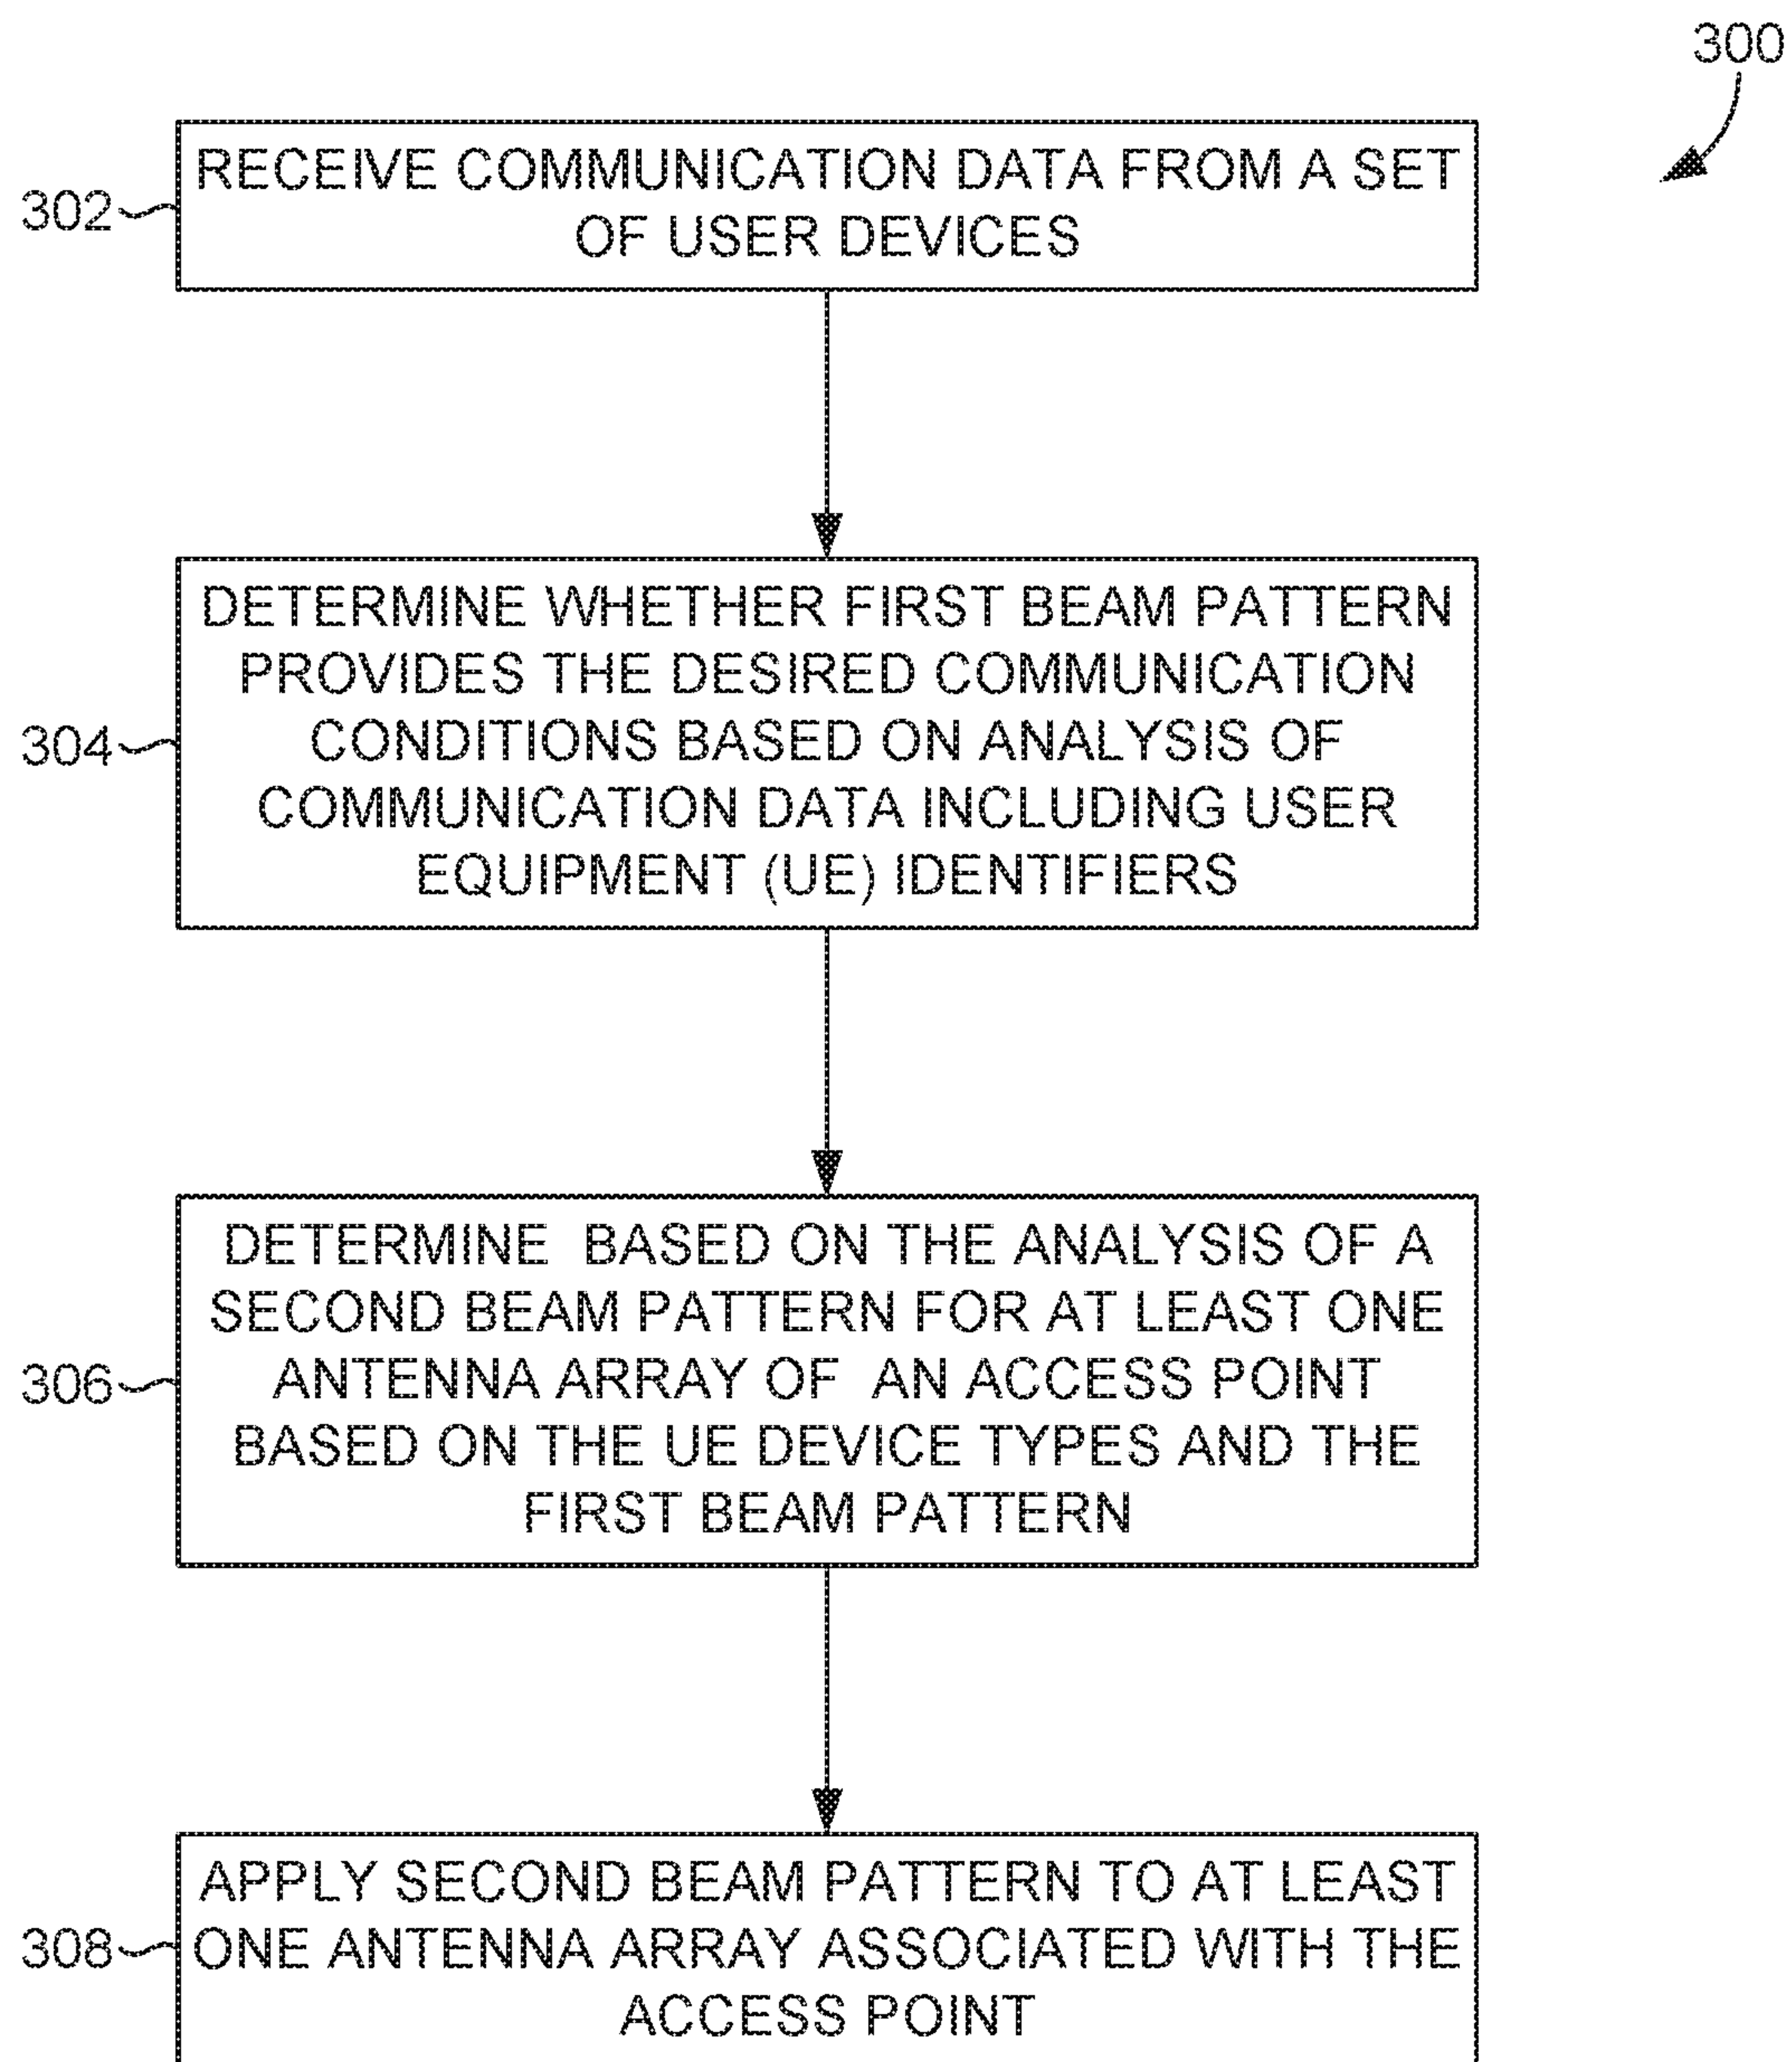 300
302
RECEIVE COMMUNICATION DATA FROM A SET
OF USER DEVICES
304
DETERMINE WHETHER FIRST BEAM PATTERN
PROVIDES THE DESIRED COMMUNICATION
CONDITIONS BASED ON ANALYSIS OF
COMMUNICATION DATA INCLUDING USER
EQUIPMENT (UE) IDENTIFIERS
306
DETERMINE BASED ON THE ANALYSIS OF A
SECOND BEAM PATTERN FOR AT LEAST ONE
ANTENNA ARRAY OF AN ACCESS POINT
BASED ON THE UE DEVICE TYPES AND THE
FIRST BEAM PATTERN
308
APPLY SECOND BEAM PATTERN TO AT LEAST
ONE ANTENNA ARRAY ASSOCIATED WITH THE
ACCESS POINT